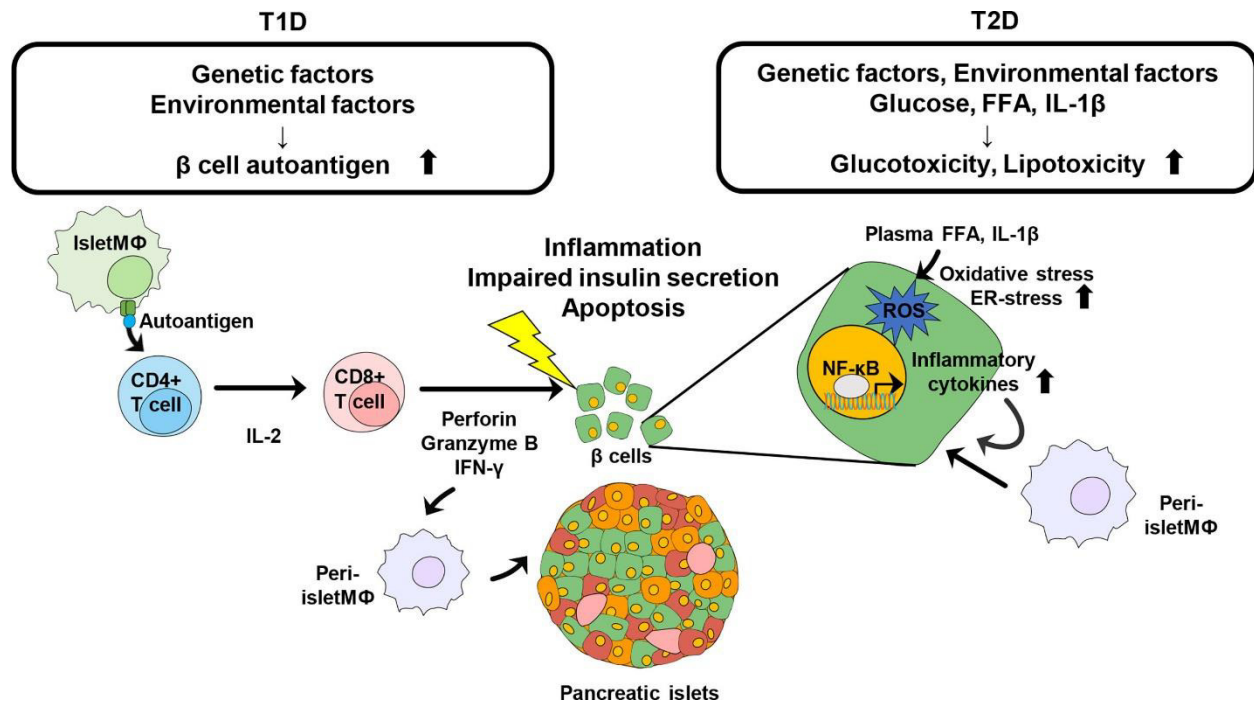 T1D
Genetic factors
Environmental factors
↓
β cell autoantigen ⬆
T2D
Genetic factors, Environmental factors
Glucose, FFA, IL-1β
↓
Glucotoxicity, Lipotoxicity ⬆
IsletMΦ
Autoantigen
CD4+
T cell
IL-2
CD8+
T cell
Perforin
Granzyme B
IFN-γ
Inflammation
Impaired insulin secretion
Apoptosis
β cells
Plasma FFA, IL-1β
Oxidative stress
ER-stress ⬆
ROS
NF-κB
Inflammatory
cytokines ⬆
Peri-
isletMΦ
Peri-
isletMΦ
Pancreatic islets